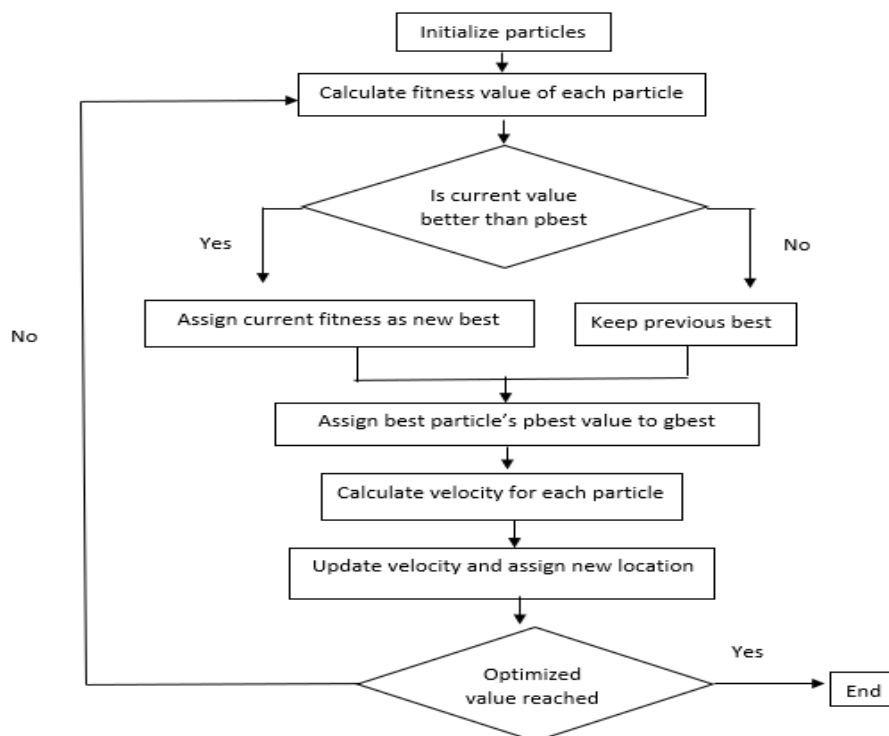 Initialize particles
Calculate fitness value of each particle
Is current value
better than pbest
Yes
No
Assign current fitness as new best
Keep previous best
No
Assign best particle’s pbest value to gbest
Calculate velocity for each particle
Update velocity and assign new location
Optimized
value reached
Yes
End